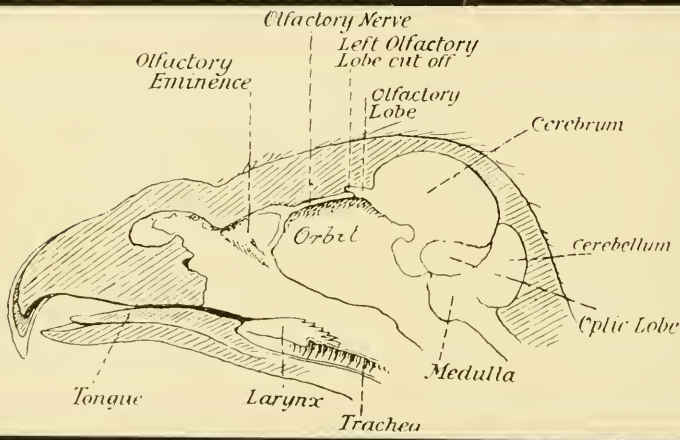 Olfactory Nerve
Left Olfactory
Lobe cut off
Olfactory
Eminence
Olfactory
Lobe
Cerebrum
Orbit
Cerebellum
Optic Lobe
Medulla
Tongue
Larynx
Trachea